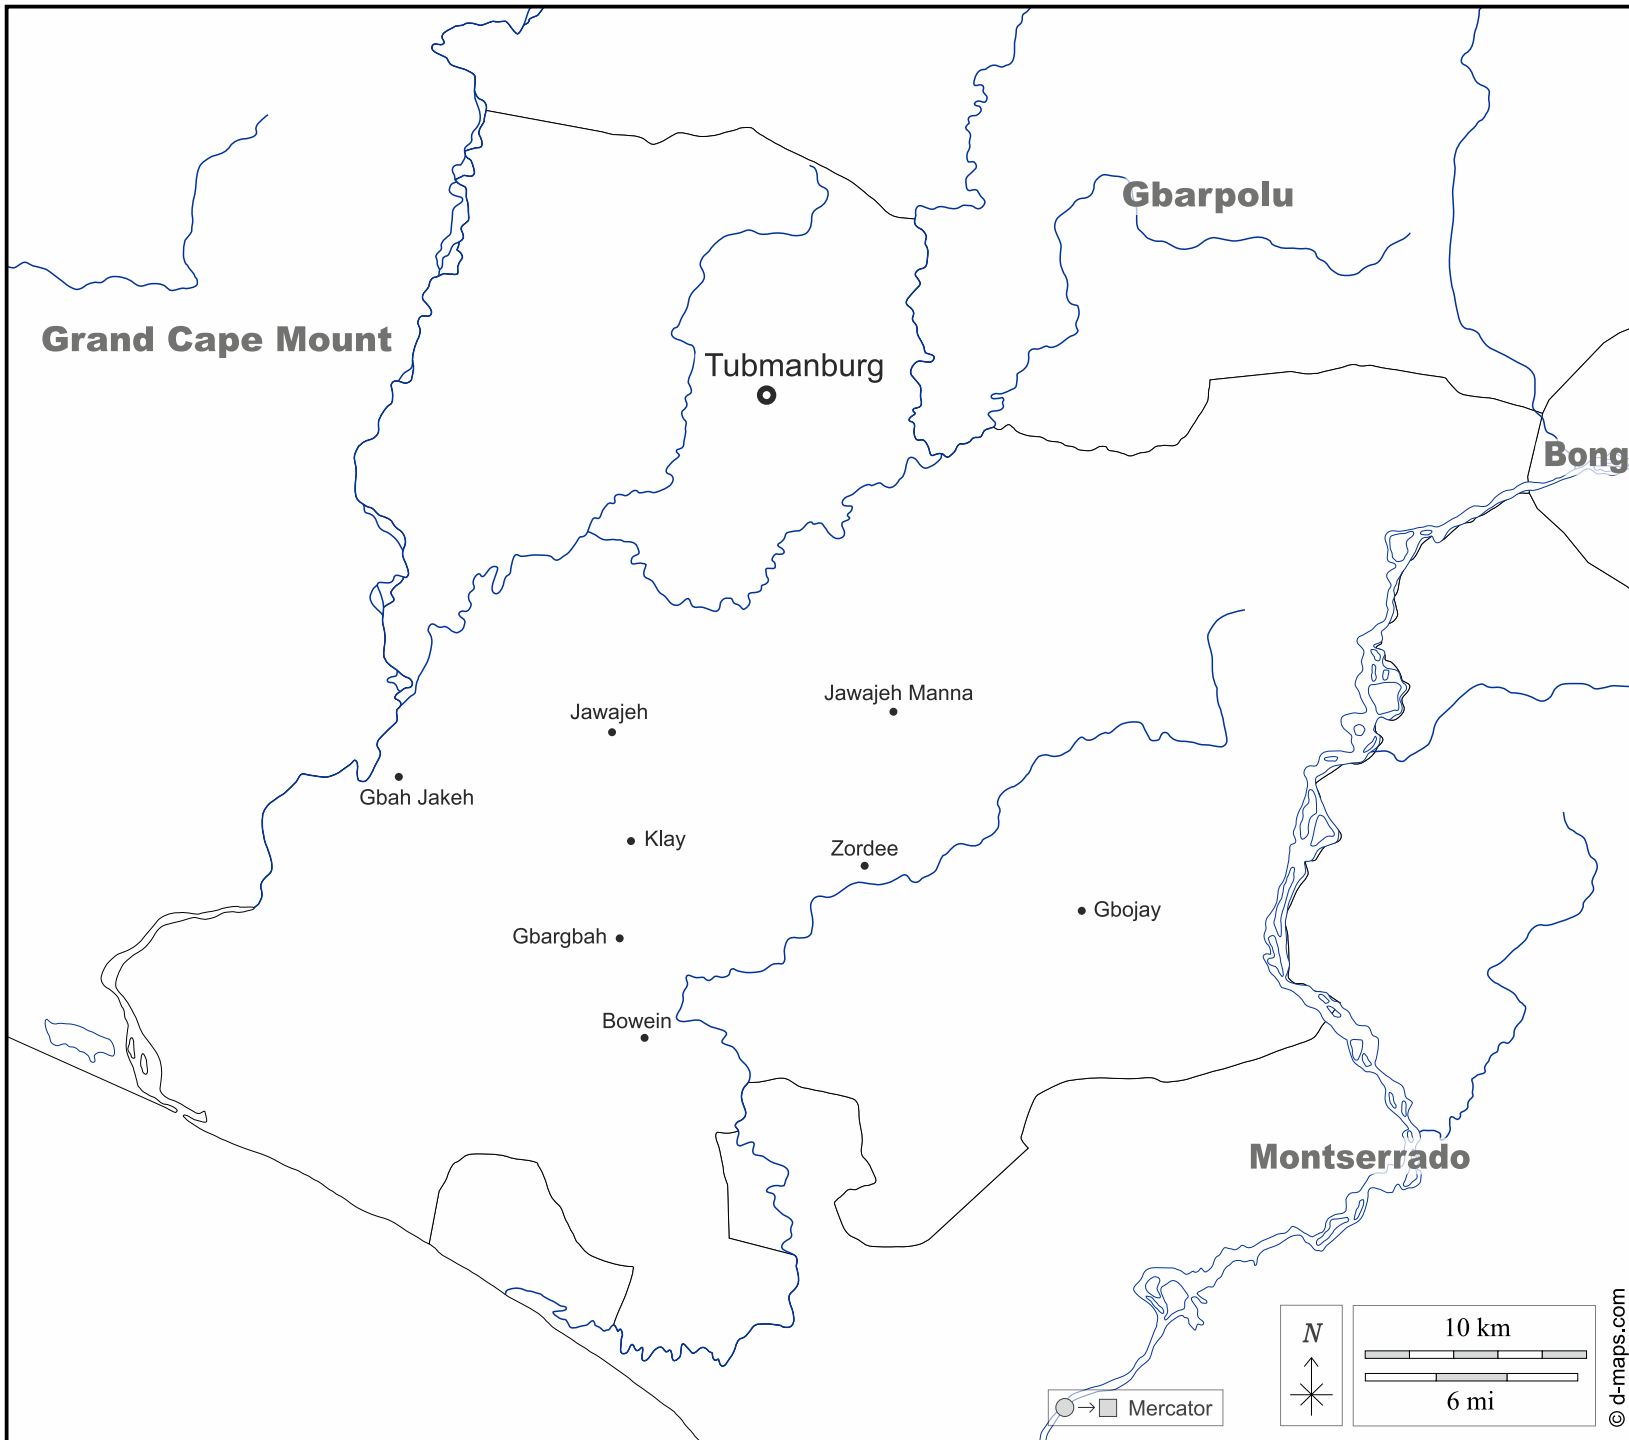 Gbarpolu
Grand Cape Mount
Tubmanburg
Bong
Jawajeh Manna
Jawajeh
Gbah Jakeh
Klay
Zordee
Gbojay
Gbargbah
Bowein
Montserrado
N
10 km
6 mi
Mercator
© d-maps.com